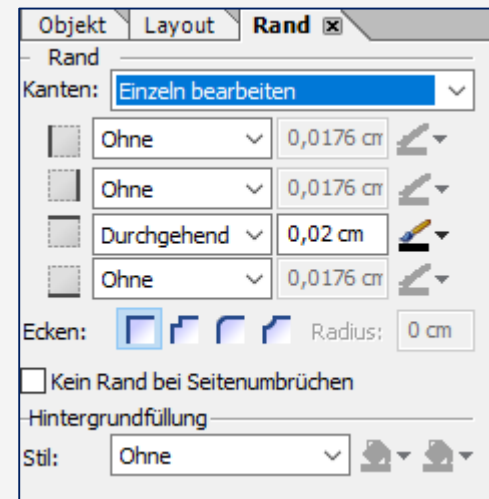 Objekt Layout Rand
Rand
Kanten: Einzeln bearbeiten
Ohne 0,0176 cm
Ohne 0,0176 cm
Durchgehend 0,02 cm
Ohne 0,0176 cm
Ecken: Radius: 0 cm
Kein Rand bei Seitenumbrüchen
Hintergrundfüllung
Stil: Ohne